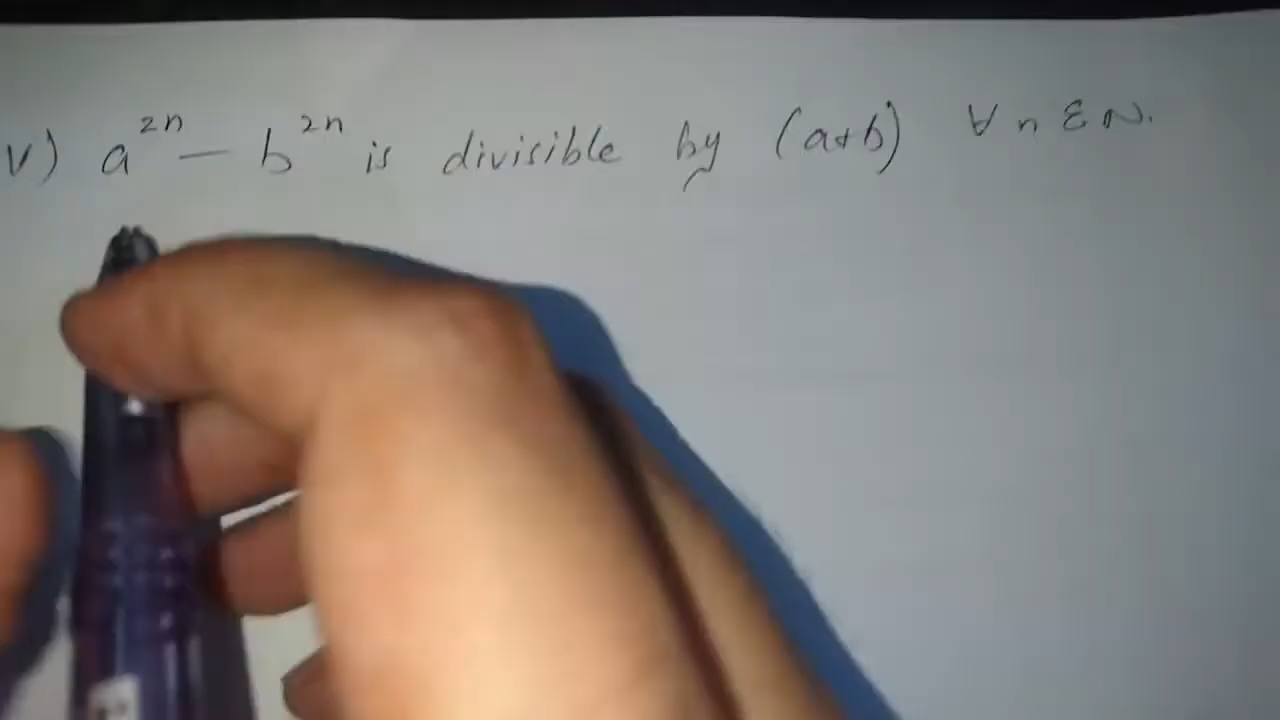 v) a^{2n} - b^{2n} is divisible by (a+b) ∀ n ∈ N.